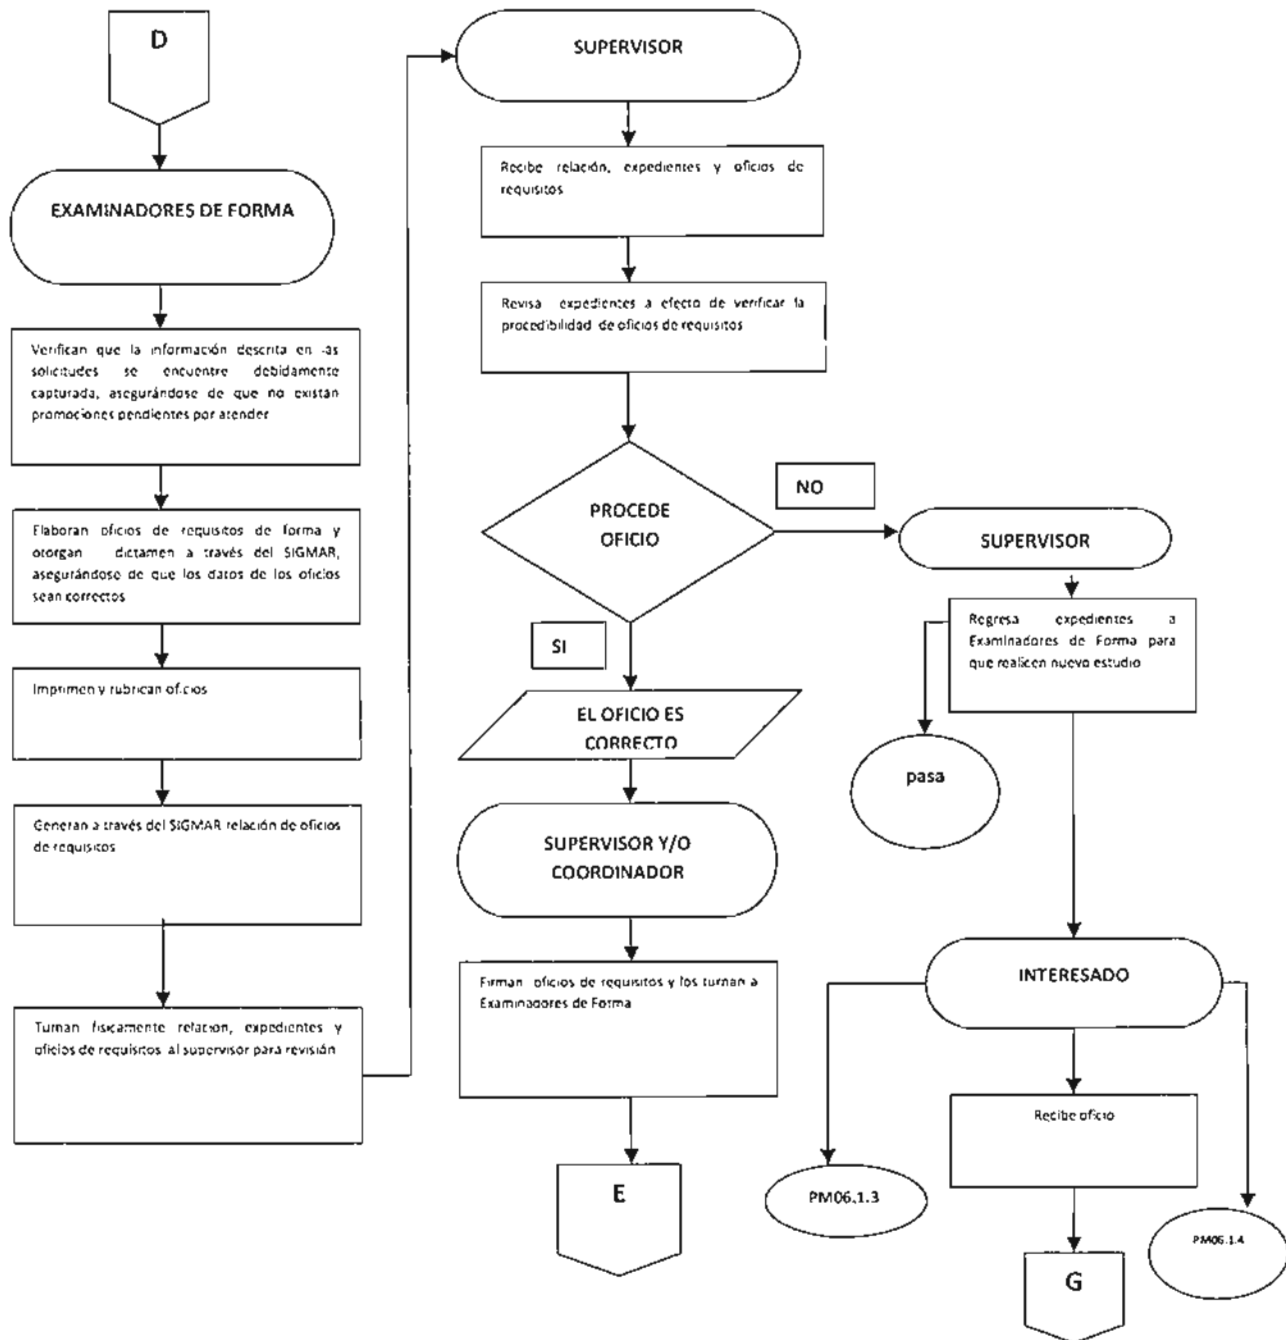 D
EXAMINADORES DE FORMA
Verifican que la información descrita en las
solicitudes se encuentre debidamente
capturada, asegurándose de que no existan
promociones pendientes por atender
Elaboran oficios de requisitos de forma y
otorgan dictamen a través del SIGMAR,
asegurándose de que los datos de los oficios
sean correctos
Imprimen y rubrican oficios
Generan a través del SIGMAR relación de oficios
de requisitos
Turnan físicamente relación, expedientes y
oficios de requisitos al supervisor para revisión
SUPERVISOR
Recibe relación, expedientes y oficios de
requisitos
Revisa expedientes a efecto de verificar la
procedibilidad de oficios de requisitos
PROCEDE
OFICIO
NO
SI
EL OFICIO ES
CORRECTO
SUPERVISOR Y/O
COORDINADOR
Firman oficios de requisitos y los turnan a
Examinadores de Forma
E
SUPERVISOR
Regresa expedientes a
Examinadores de Forma para
que realicen nuevo estudio
pasa
INTERESADO
Recibe oficio
PM06.1.3
PM06.1.4
G